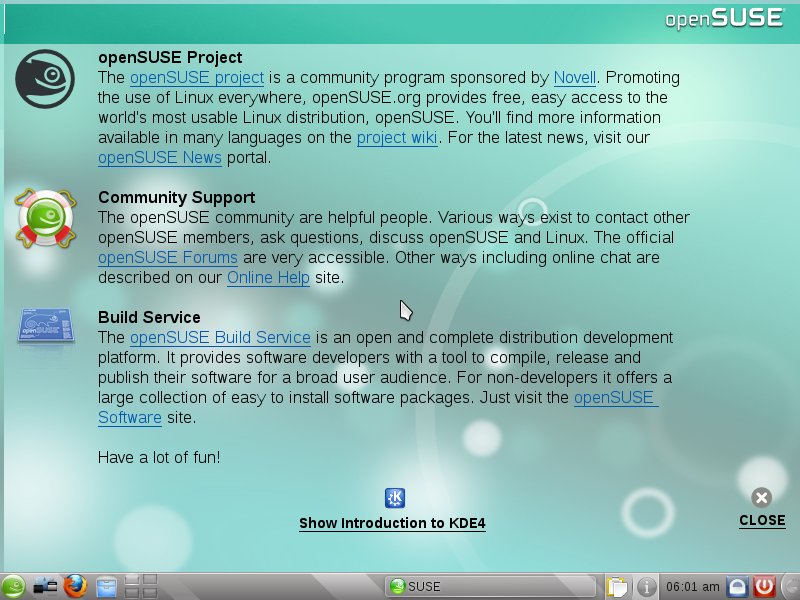 openSUSE
openSUSE Project
The openSUSE project is a community program sponsored by Novell. Promoting
the use of Linux everywhere, openSUSE.org provides free, easy access to the
world's most usable Linux distribution, openSUSE. You'll find more information
available in many languages on the project wiki. For the latest news, visit our
openSUSE News portal.
Community Support
The openSUSE community are helpful people. Various ways exist to contact other
openSUSE members, ask questions, discuss openSUSE and Linux. The official
openSUSE Forums are very accessible. Other ways including online chat are
described on our Online Help site.
Build Service
The openSUSE Build Service is an open and complete distribution development
platform. It provides software developers with a tool to compile, release and
publish their software for a broad user audience. For non-developers it offers a
large collection of easy to install software packages. Just visit the openSUSE
Software site.
Have a lot of fun!
Show Introduction to KDE4
CLOSE
SUSE
06:01 am